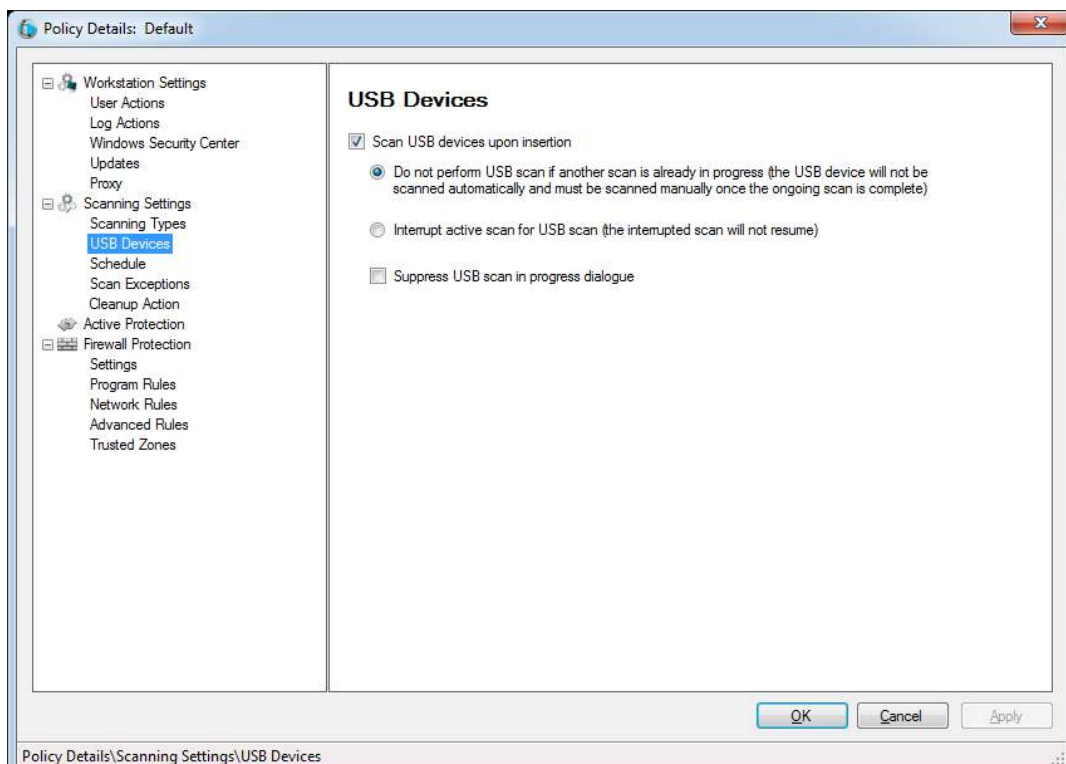 Policy Details: Default
Workstation Settings
User Actions
Log Actions
Windows Security Center
Updates
Proxy
Scanning Settings
Scanning Types
USB Devices
Schedule
Scan Exceptions
Cleanup Action
Active Protection
Firewall Protection
Settings
Program Rules
Network Rules
Advanced Rules
Trusted Zones
USB Devices
Scan USB devices upon insertion
Do not perform USB scan if another scan is already in progress (the USB device will not be
scanned automatically and must be scanned manually once the ongoing scan is complete)
Interrupt active scan for USB scan (the interrupted scan will not resume)
Suppress USB scan in progress dialogue
OK
Cancel
Apply
Policy Details\Scanning Settings\USB Devices